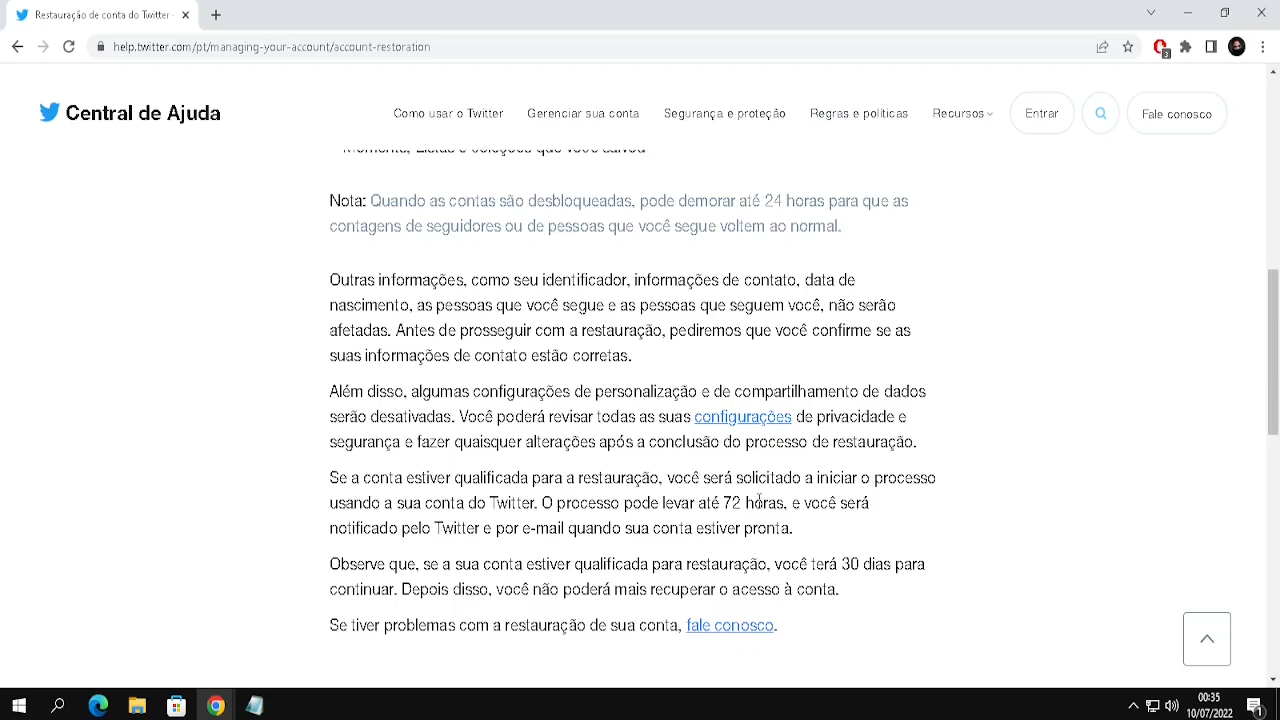 Restauração de conta do Twitter
help.twitter.com/pt/managing-your-account/account-restoration
3
Central de Ajuda
Como usar o Twitter
Gerenciar sua conta
Segurança e proteção
Regras e políticas
Recursos
Entrar
Fale conosco
Momento, Listas e coleções que você salvou
Nota: Quando as contas são desbloqueadas, pode demorar até 24 horas para que as
contagens de seguidores ou de pessoas que você segue voltem ao normal.
Outras informações, como seu identificador, informações de contato, data de
nascimento, as pessoas que você segue e as pessoas que seguem você, não serão
afetadas. Antes de prosseguir com a restauração, pediremos que você confirme se as
suas informações de contato estão corretas.
Além disso, algumas configurações de personalização e de compartilhamento de dados
serão desativadas. Você poderá revisar todas as suas configurações de privacidade e
segurança e fazer quaisquer alterações após a conclusão do processo de restauração.
Se a conta estiver qualificada para a restauração, você será solicitado a iniciar o processo
usando a sua conta do Twitter. O processo pode levar até 72 horas, e você será
notificado pelo Twitter e por e-mail quando sua conta estiver pronta.
Observe que, se a sua conta estiver qualificada para restauração, você terá 30 dias para
continuar. Depois disso, você não poderá mais recuperar o acesso à conta.
Se tiver problemas com a restauração de sua conta, fale conosco.
00:35
10/07/2022
1